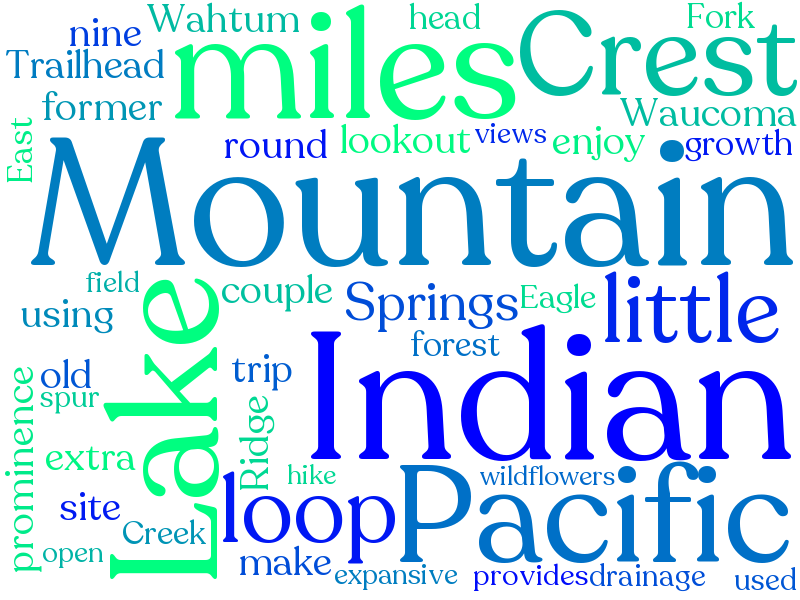 Wahtum
head
Fork
nine
miles
Crest
Trailhead
former
Waucoma
East
round
lookout
views
enjoy
growth
Mountain
field
Lake
couple
Springs
Eagle
little
using
forest
Indian
old
trip
spur
prominence
Ridge
extra
hike
Pacific
wildflowers
site
loop
Creek
open
make
expansive
provides
drainage
used